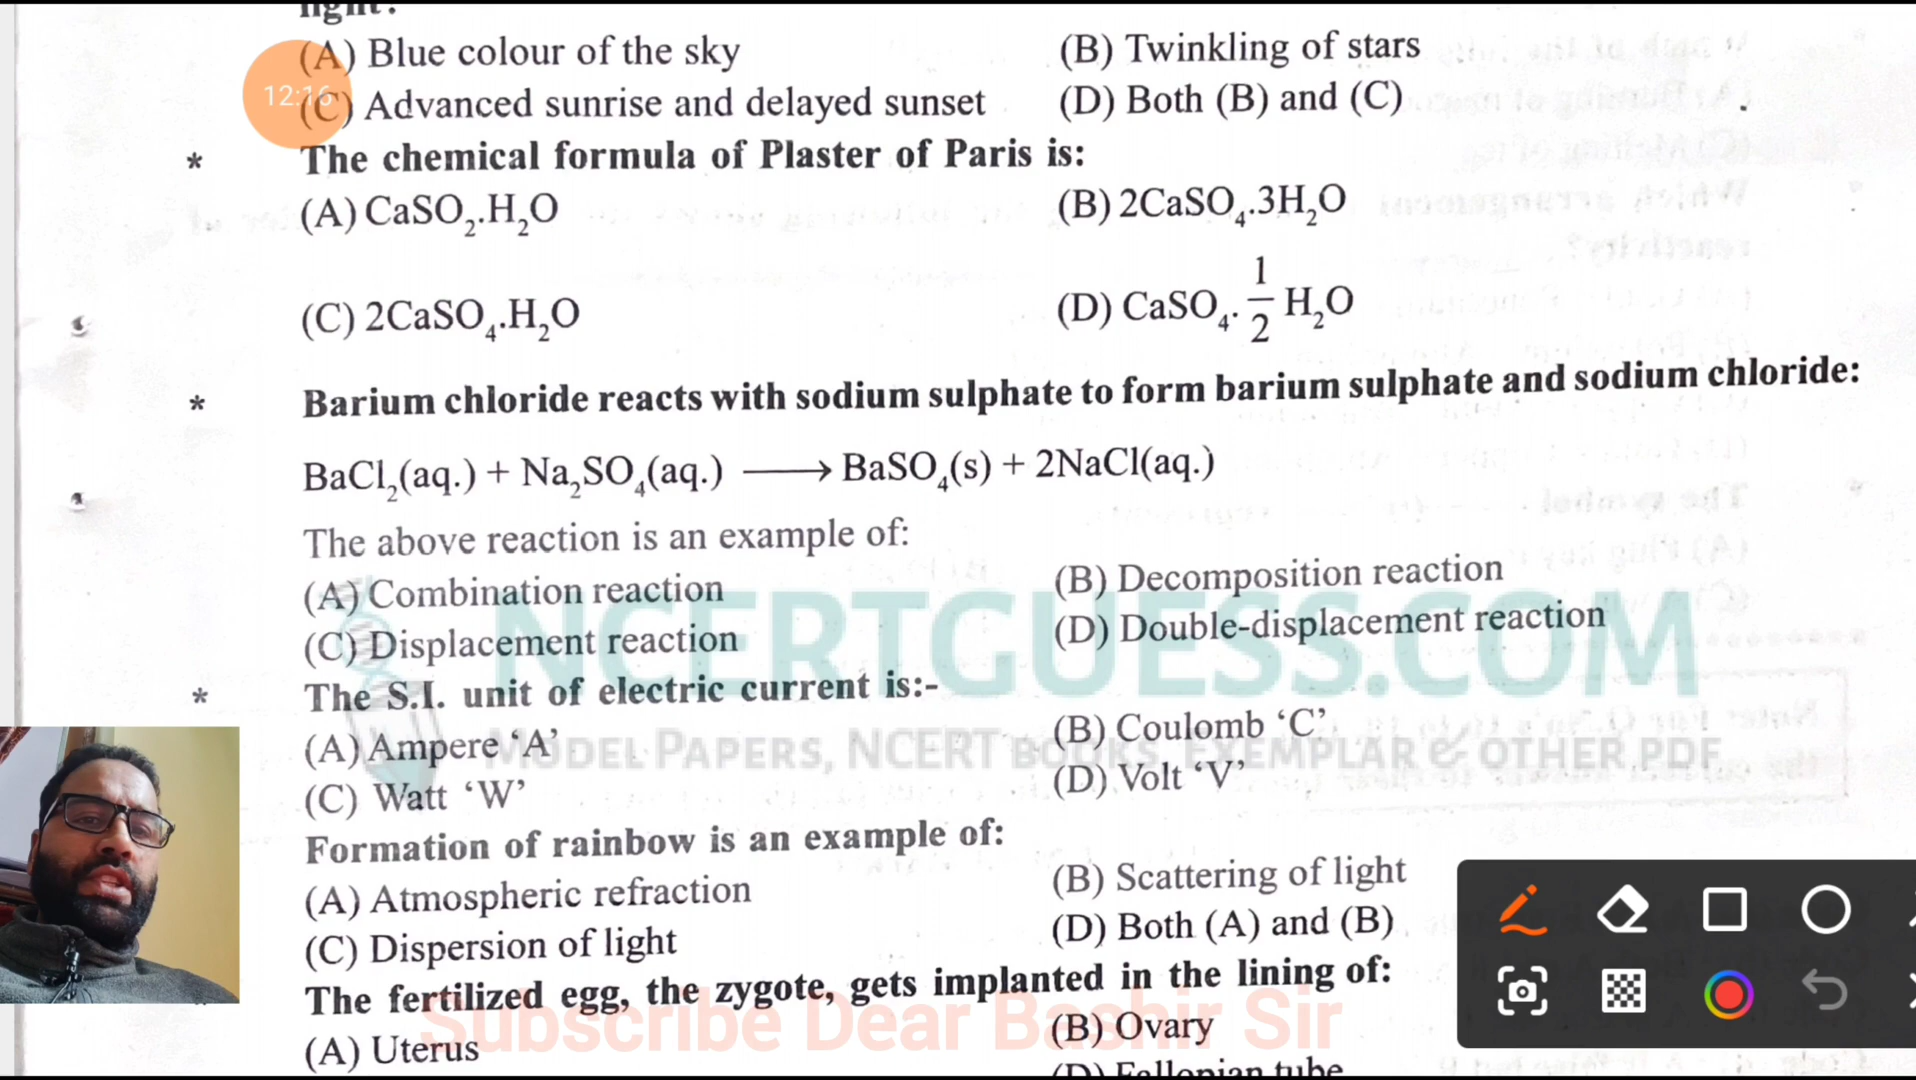 light?
(A) Blue colour of the sky (B) Twinkling of stars
12:16
(C) Advanced sunrise and delayed sunset (D) Both (B) and (C)
* The chemical formula of Plaster of Paris is:
(A) CaSO₂.H₂O (B) 2CaSO₄.3H₂O
(C) 2CaSO₄.H₂O (D) CaSO₄. 1/2 H₂O
* Barium chloride reacts with sodium sulphate to form barium sulphate and sodium chloride:
BaCl₂(aq.) + Na₂SO₄(aq.) ⟶ BaSO₄(s) + 2NaCl(aq.)
The above reaction is an example of:
(A) Combination reaction (B) Decomposition reaction
(C) Displacement reaction (D) Double-displacement reaction
NCERTGUESS.COM
* The S.I. unit of electric current is:-
(A) Ampere ‘A’ (B) Coulomb ‘C’
MODEL PAPERS, NCERT BOOKS, EXEMPLAR & OTHER PDF
(C) Watt ‘W’ (D) Volt ‘V’
Formation of rainbow is an example of:
(A) Atmospheric refraction (B) Scattering of light
(C) Dispersion of light (D) Both (A) and (B)
The fertilized egg, the zygote, gets implanted in the lining of:
Subscribe Dear Bashir Sir
(A) Uterus (B) Ovary
(D) Fallopian tube